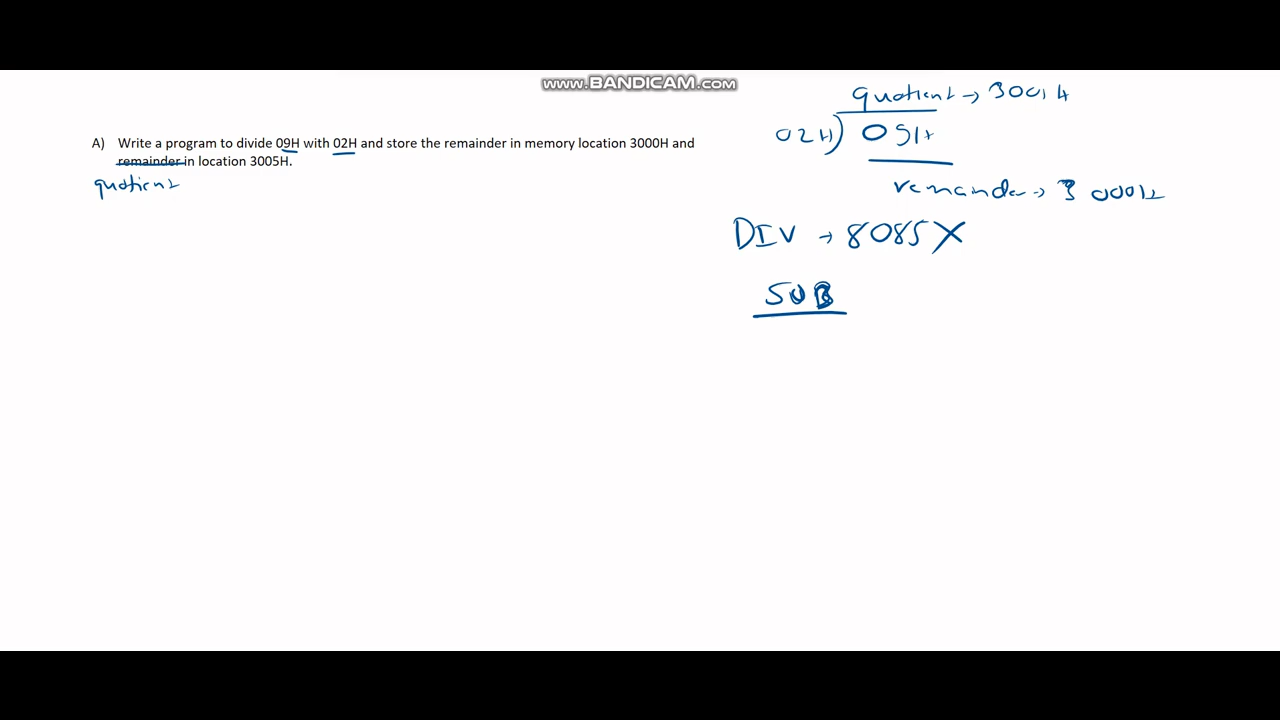 www.BANDICAM.com
quotient → 300
A) Write a program to divide 09H with 02H and store the remainder in memory location 3000H and
02H) 09H
remainder in location 3005H.
quotient
remainder → 3000H
DIV → 8085 X
SUB